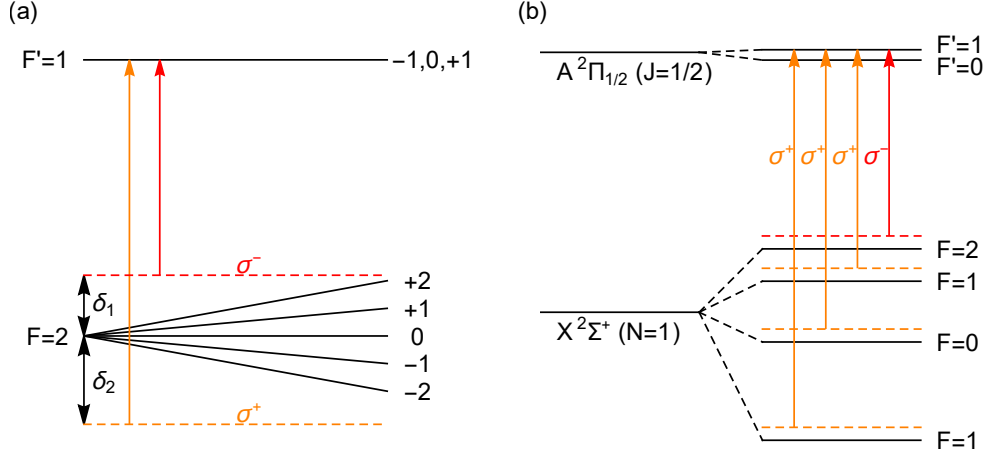 (a)
F'=1
−1,0,+1
σ⁻
δ₁
+2
+1
F=2
0
−1
δ₂
−2
σ⁺
(b)
F'=1
F'=0
A ²Π₁/₂ (J=1/2)
σ⁺ σ⁺ σ⁺ σ⁻
F=2
F=1
X ²Σ⁺ (N=1)
F=0
F=1